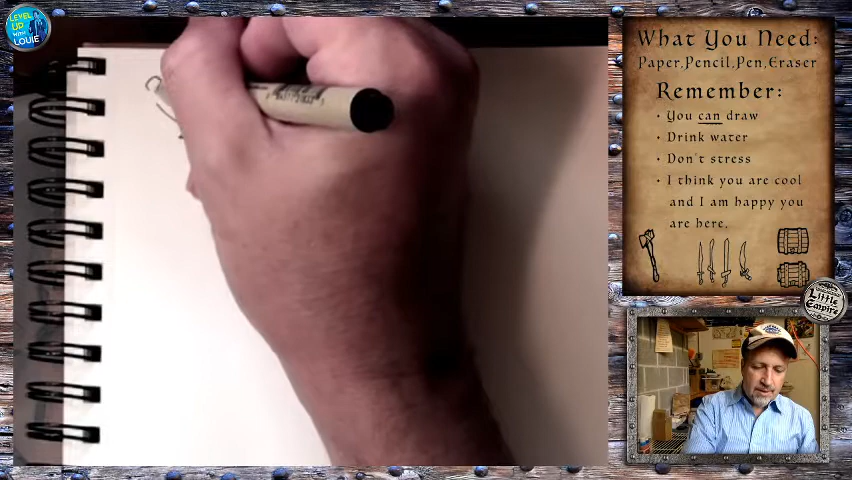 LEVEL
UP
WITH
LOUIE
What You Need:
Paper,Pencil,Pen,Eraser
Remember:
• You can draw
• Drink water
• Don't stress
• I think you are cool
and I am happy you
are here.
Little
Empire